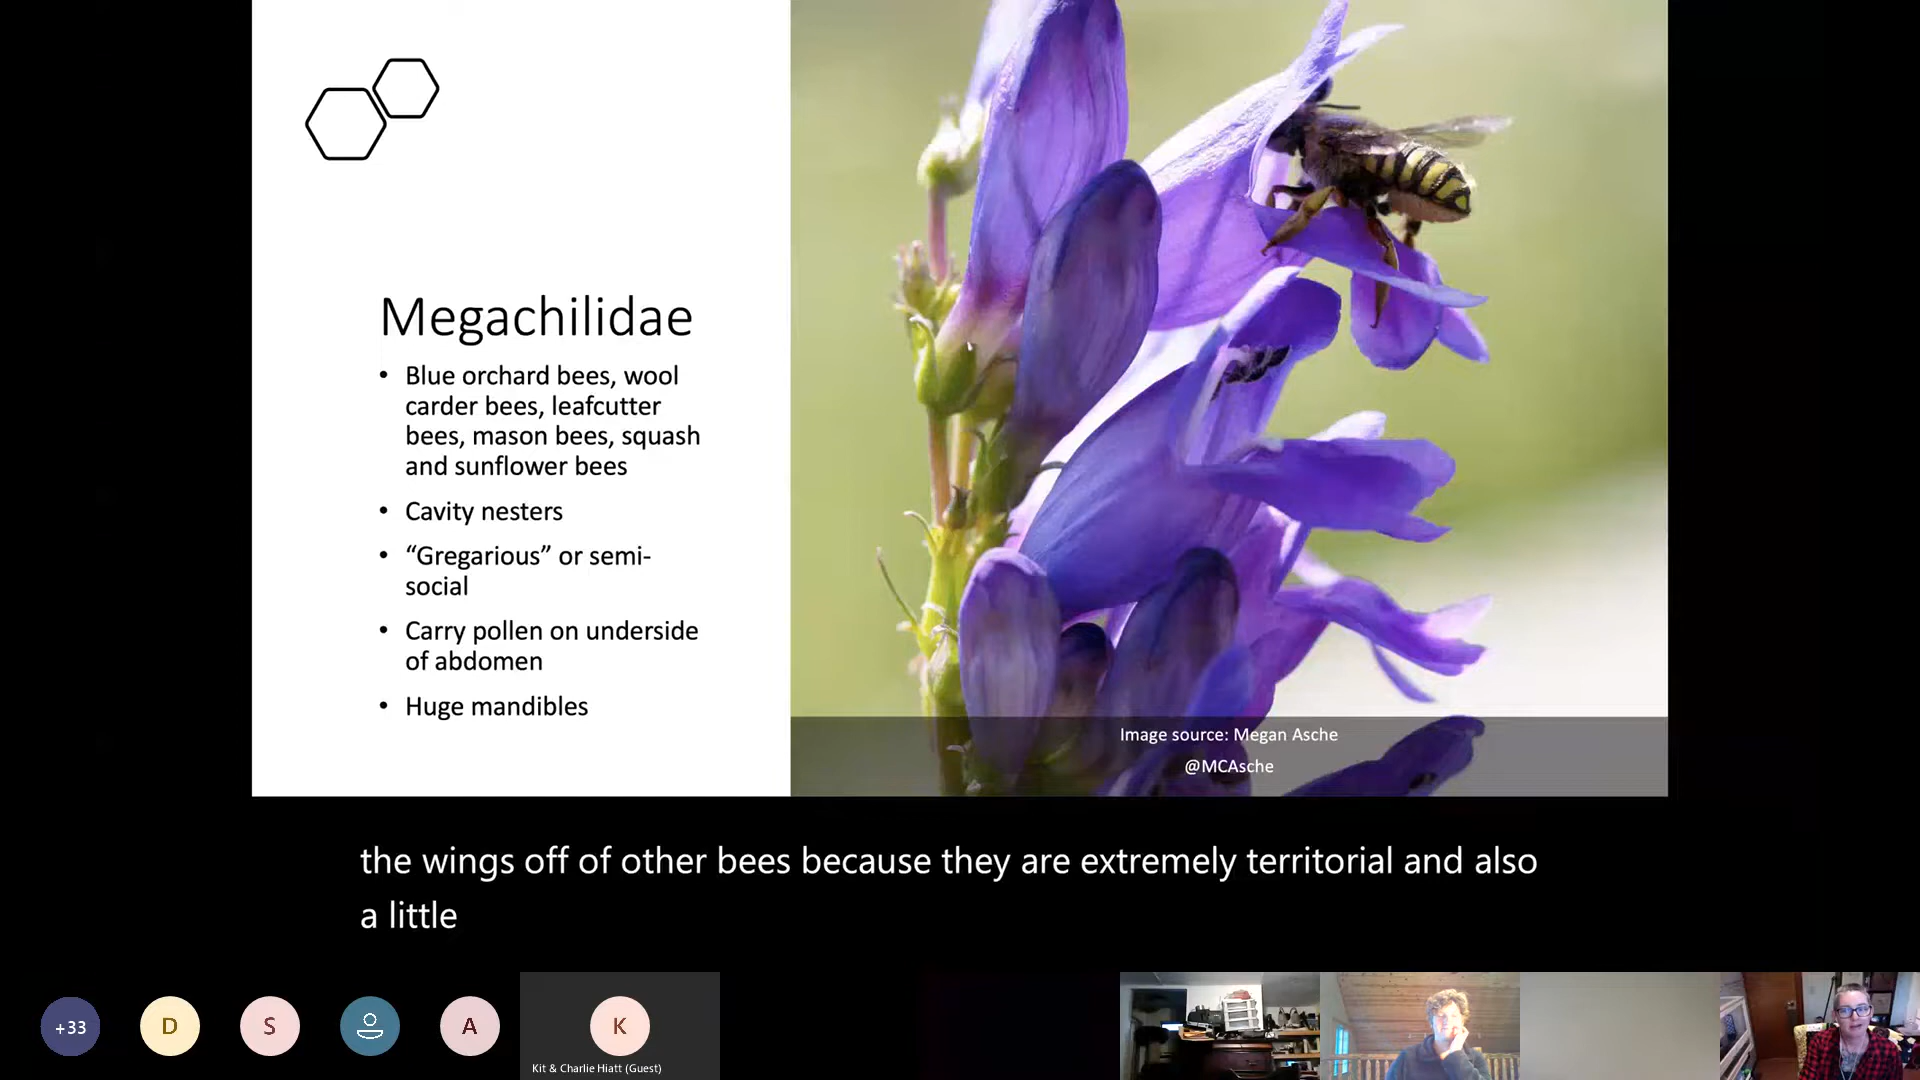 Megachilidae
• Blue orchard bees, wool
carder bees, leafcutter
bees, mason bees, squash
and sunflower bees
• Cavity nesters
• “Gregarious” or semi-
social
• Carry pollen on underside
of abdomen
• Huge mandibles
Image source: Megan Asche
@MCAsche
the wings off of other bees because they are extremely territorial and also
a little
+33
D
S
A
K
Kit & Charlie Hiatt (Guest)